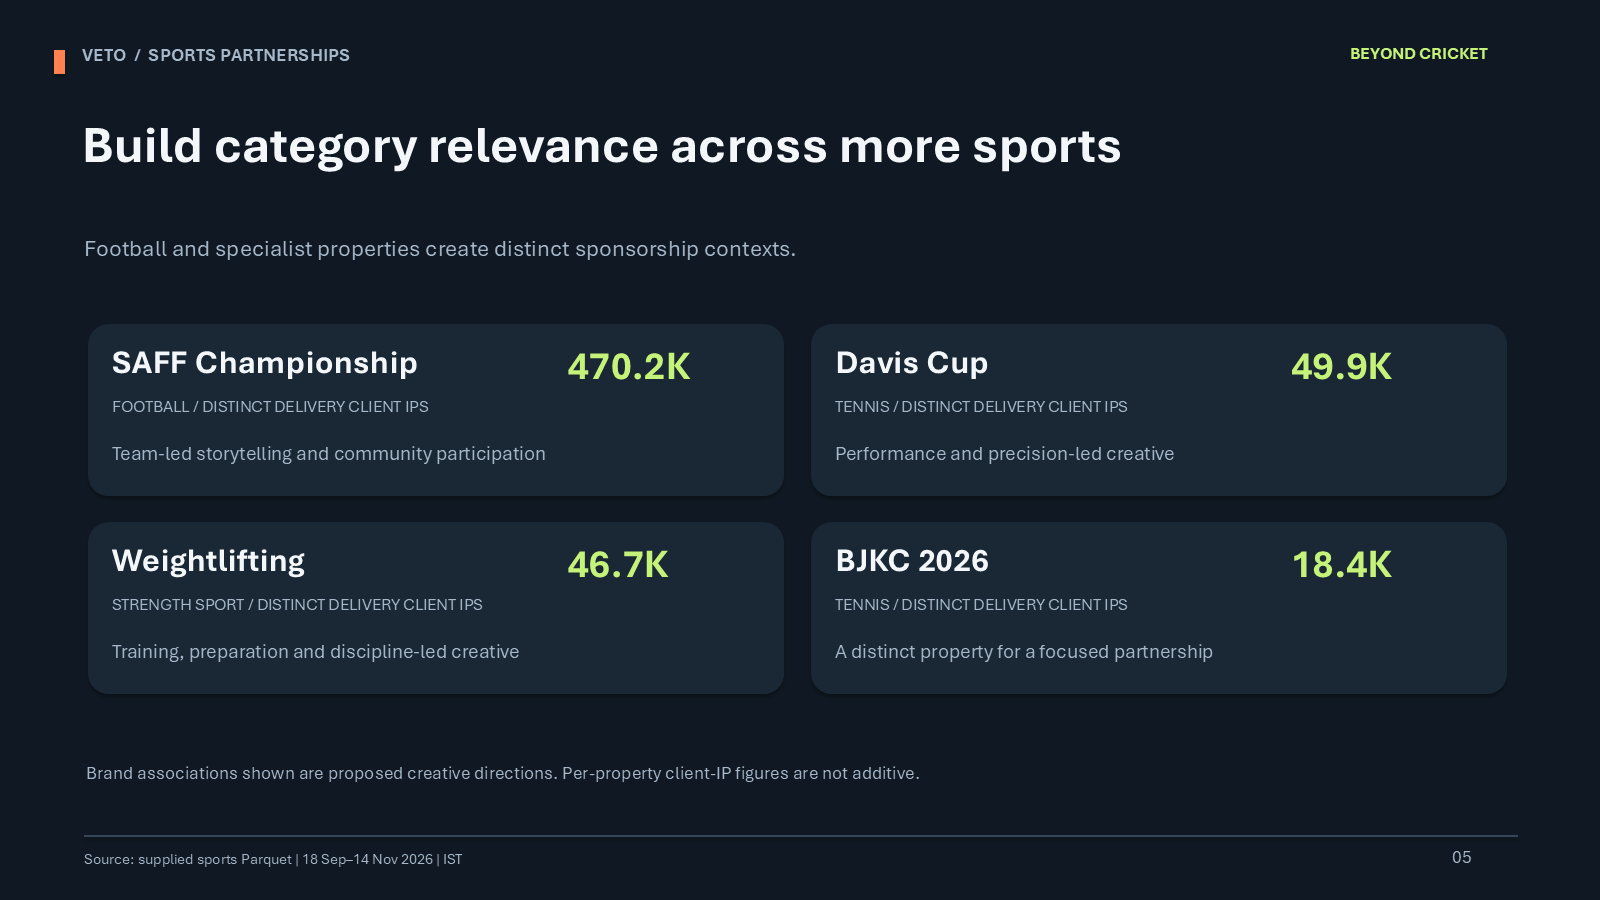 VETO / SPORTS PARTNERSHIPS
BEYOND CRICKET
Build category relevance across more sports
Football and specialist properties create distinct sponsorship contexts.
SAFF Championship
470.2K
FOOTBALL / DISTINCT DELIVERY CLIENT IPS
Team-led storytelling and community participation
Davis Cup
49.9K
TENNIS / DISTINCT DELIVERY CLIENT IPS
Performance and precision-led creative
Weightlifting
46.7K
STRENGTH SPORT / DISTINCT DELIVERY CLIENT IPS
Training, preparation and discipline-led creative
BJKC 2026
18.4K
TENNIS / DISTINCT DELIVERY CLIENT IPS
A distinct property for a focused partnership
Brand associations shown are proposed creative directions. Per-property client-IP figures are not additive.
Source: supplied sports Parquet | 18 Sep–14 Nov 2026 | IST
05